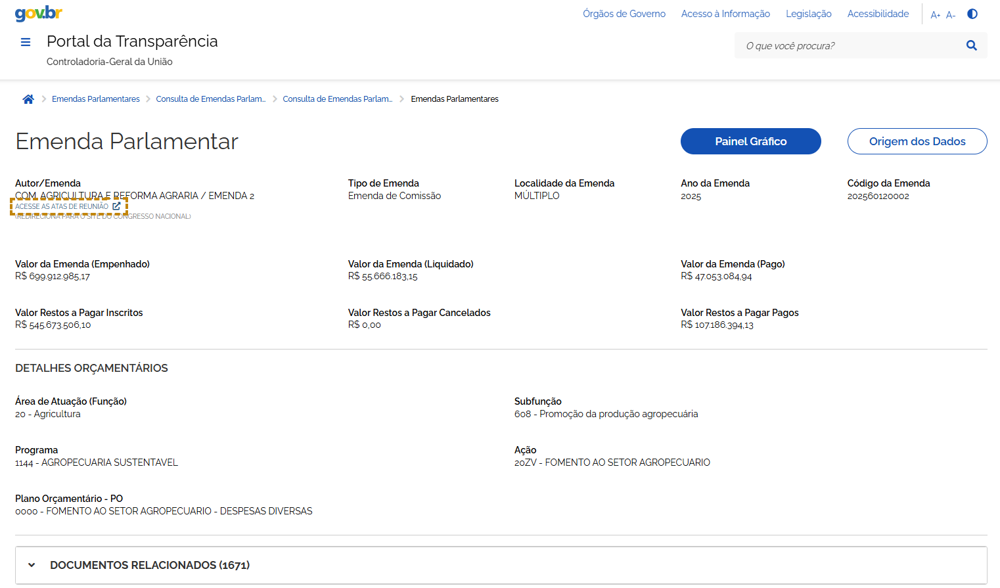 gov.br
Órgãos de Governo Acesso à Informação Legislação Acessibilidade A+ A-
Portal da Transparência
O que você procura?
Controladoria-Geral da União
Emendas Parlamentares Consulta de Emendas Parlam... Consulta de Emendas Parlam... Emendas Parlamentares
Emenda Parlamentar
Painel Gráfico
Origem dos Dados
Autor/Emenda Tipo de Emenda Localidade da Emenda Ano da Emenda Código da Emenda
COM. AGRICULTURA E REFORMA AGRARIA / EMENDA 2 Emenda de Comissão MÚLTIPLO 2025 202560120002
ACESSE AS ATAS DE REUNIÃO
(REDIRECIONA PARA O SITE DO CONGRESSO NACIONAL)
Valor da Emenda (Empenhado) Valor da Emenda (Liquidado) Valor da Emenda (Pago)
R$ 699.912.985,17 R$ 55.666.183,15 R$ 47.053.084,94
Valor Restos a Pagar Inscritos Valor Restos a Pagar Cancelados Valor Restos a Pagar Pagos
R$ 545.673.506,10 R$ 0,00 R$ 107.186.394,13
DETALHES ORÇAMENTÁRIOS
Área de Atuação (Função) Subfunção
20 - Agricultura 608 - Promoção da produção agropecuária
Programa Ação
1144 - AGROPECUARIA SUSTENTAVEL 20ZV - FOMENTO AO SETOR AGROPECUARIO
Plano Orçamentário - PO
0000 - FOMENTO AO SETOR AGROPECUARIO - DESPESAS DIVERSAS
DOCUMENTOS RELACIONADOS (1671)